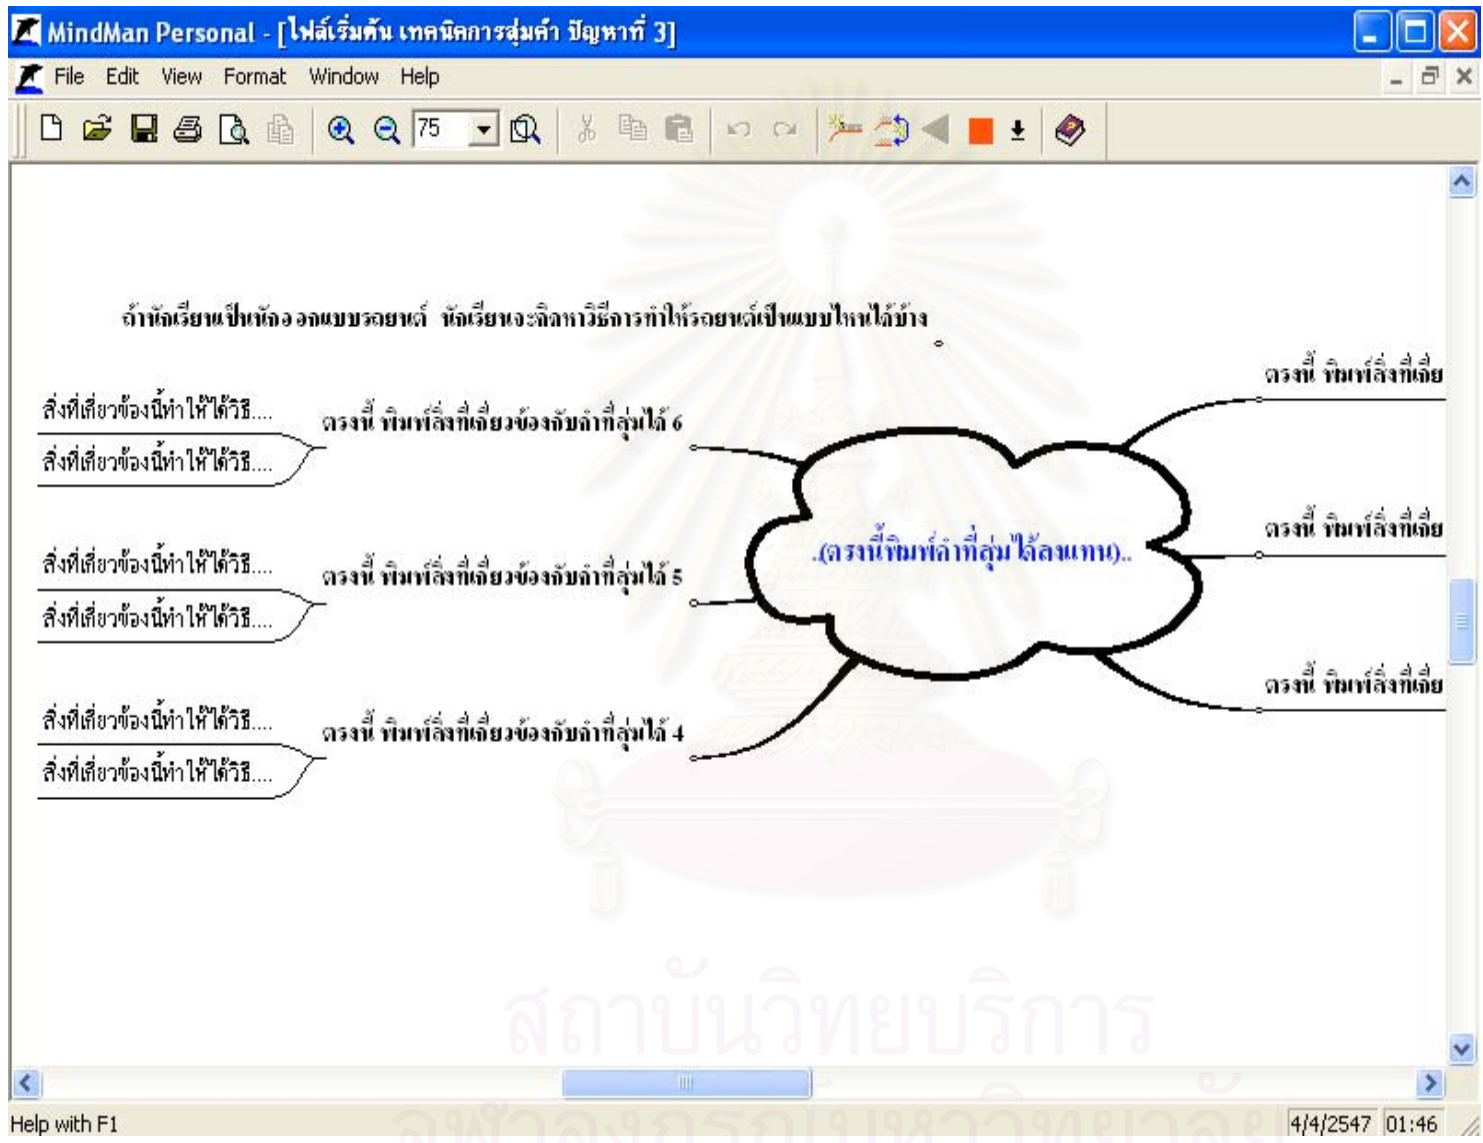 MindMan Personal - [ไฟล์เริ่มต้น เทคนิคการสุ่มคำ ปัญหาที่ 3]
File Edit View Format Window Help
75
ถ้านักเรียนเป็นนักออกแบบรถยนต์ นักเรียนจะคิดหาวิธีการทำให้รถยนต์เป็นแบบไหนได้บ้าง
สิ่งที่เกี่ยวข้องนี้ทำให้ได้วิธี....
สิ่งที่เกี่ยวข้องนี้ทำให้ได้วิธี....
ตรงนี้ พิมพ์สิ่งที่เกี่ยวข้องกับคำที่สุ่มได้ 6
สิ่งที่เกี่ยวข้องนี้ทำให้ได้วิธี....
สิ่งที่เกี่ยวข้องนี้ทำให้ได้วิธี....
ตรงนี้ พิมพ์สิ่งที่เกี่ยวข้องกับคำที่สุ่มได้ 5
สิ่งที่เกี่ยวข้องนี้ทำให้ได้วิธี....
สิ่งที่เกี่ยวข้องนี้ทำให้ได้วิธี....
ตรงนี้ พิมพ์สิ่งที่เกี่ยวข้องกับคำที่สุ่มได้ 4
..(ตรงนี้พิมพ์คำที่สุ่มได้ลงแทน)..
ตรงนี้ พิมพ์สิ่งที่เกี่ย
ตรงนี้ พิมพ์สิ่งที่เกี่ย
ตรงนี้ พิมพ์สิ่งที่เกี่ย
สถาบันวิทยบริการ
จุฬาลงกรณ์มหาวิทยาลัย
Help with F1
4/4/2547 01:46